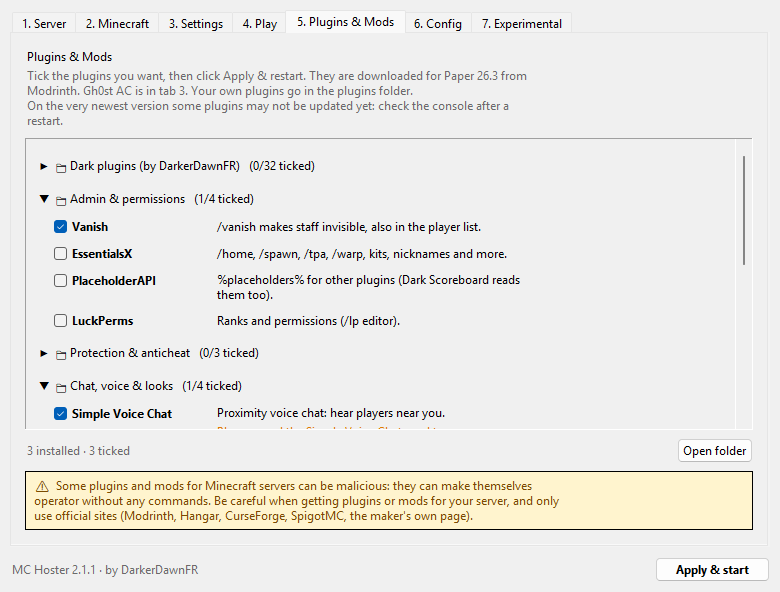 1. Server
2. Minecraft
3. Settings
4. Play
5. Plugins & Mods
6. Config
7. Experimental
Plugins & Mods
Tick the plugins you want, then click Apply & restart. They are downloaded for Paper 26.3 from
Modrinth. Gh0st AC is in tab 3. Your own plugins go in the plugins folder.
On the very newest version some plugins may not be updated yet: check the console after a
restart.
Dark plugins (by DarkerDawnFR) (0/32 ticked)
Admin & permissions (1/4 ticked)
Vanish /vanish makes staff invisible, also in the player list.
EssentialsX /home, /spawn, /tpa, /warp, kits, nicknames and more.
PlaceholderAPI %placeholders% for other plugins (Dark Scoreboard reads
them too).
LuckPerms Ranks and permissions (/lp editor).
Protection & anticheat (0/3 ticked)
Chat, voice & looks (1/4 ticked)
Simple Voice Chat Proximity voice chat: hear players near you.
3 installed · 3 ticked
Open folder
⚠ Some plugins and mods for Minecraft servers can be malicious: they can make themselves
operator without any commands. Be careful when getting plugins or mods for your server, and only
use official sites (Modrinth, Hangar, CurseForge, SpigotMC, the maker's own page).
MC Hoster 2.1.1 · by DarkerDawnFR
Apply & start